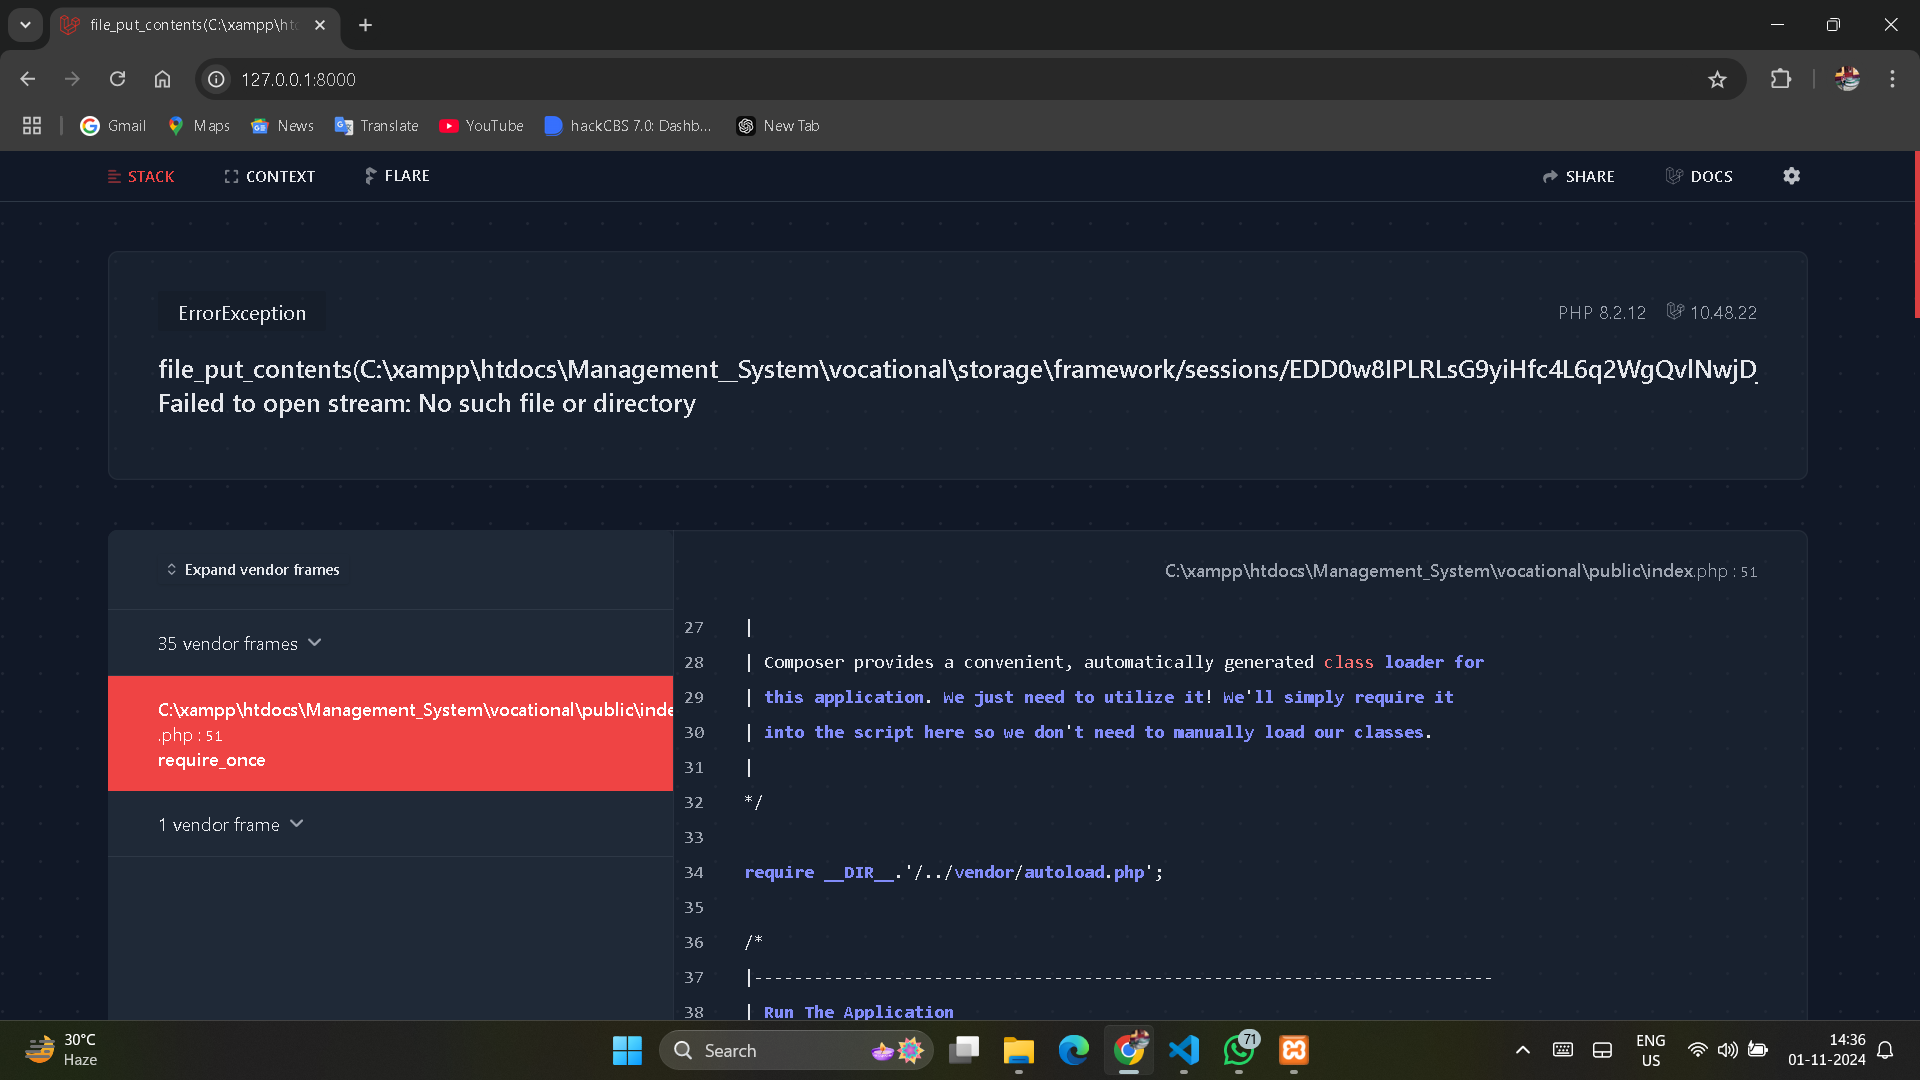 file_put_contents(C:\xampp\htd
127.0.0.1:8000
Gmail
Maps
News
Translate
YouTube
hackCBS 7.0: Dashb...
New Tab
STACK
CONTEXT
FLARE
SHARE
DOCS
ErrorException
PHP 8.2.12
10.48.22
file_put_contents(C:\xampp\htdocs\Management__System\vocational\storage\framework/sessions/EDD0w8IPLRLsG9yiHfc4L6q2WgQvlNwjD_
Failed to open stream: No such file or directory
Expand vendor frames
35 vendor frames
C:\xampp\htdocs\Management_System\vocational\public\inde
.php : 51
require_once
1 vendor frame
C:\xampp\htdocs\Management_System\vocational\public\index.php : 51
27 |
28 | Composer provides a convenient, automatically generated class loader for
29 | this application. We just need to utilize it! We'll simply require it
30 | into the script here so we don't need to manually load our classes.
31 |
32 */
33
34 require __DIR__.'/../vendor/autoload.php';
35
36 /*
37 |--------------------------------------------------------------------------
38 | Run The Application
30°C
Haze
Search
71
ENG
US
14:36
01-11-2024